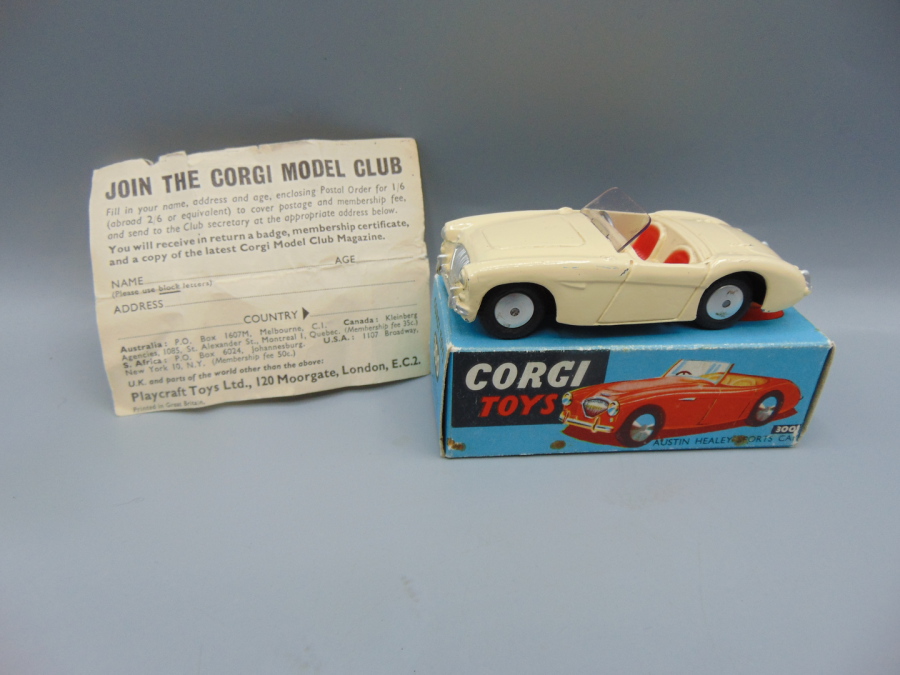 JOIN THE CORGI MODEL CLUB
Fill in your name, address and age, enclosing Postal Order for 1/6
(abroad 2/6 or equivalent) to cover postage and membership fee,
and send to the Club secretary at the appropriate address below.
You will receive in return a badge, membership certificate,
and a copy of the latest Corgi Model Club Magazine.
NAME AGE
(Please use block letters)
ADDRESS
COUNTRY
Australia: P.O. Box 1607M, Melbourne, C.1. Canada: Kleinberg
Agencies, 1085, St. Alexander St., Montreal 1, Quebec. (Membership fee 35c.)
S. Africa: P.O. Box 6024, Johannesburg. U.S.A.: 1107 Broadway,
New York 10, N.Y. (Membership fee 50c.)
U.K. and parts of the world other than the above:
Playcraft Toys Ltd., 120 Moorgate, London, E.C.2.
Printed in Great Britain.
CORGI
TOYS
300
AUSTIN HEALEY SPORTS CAR